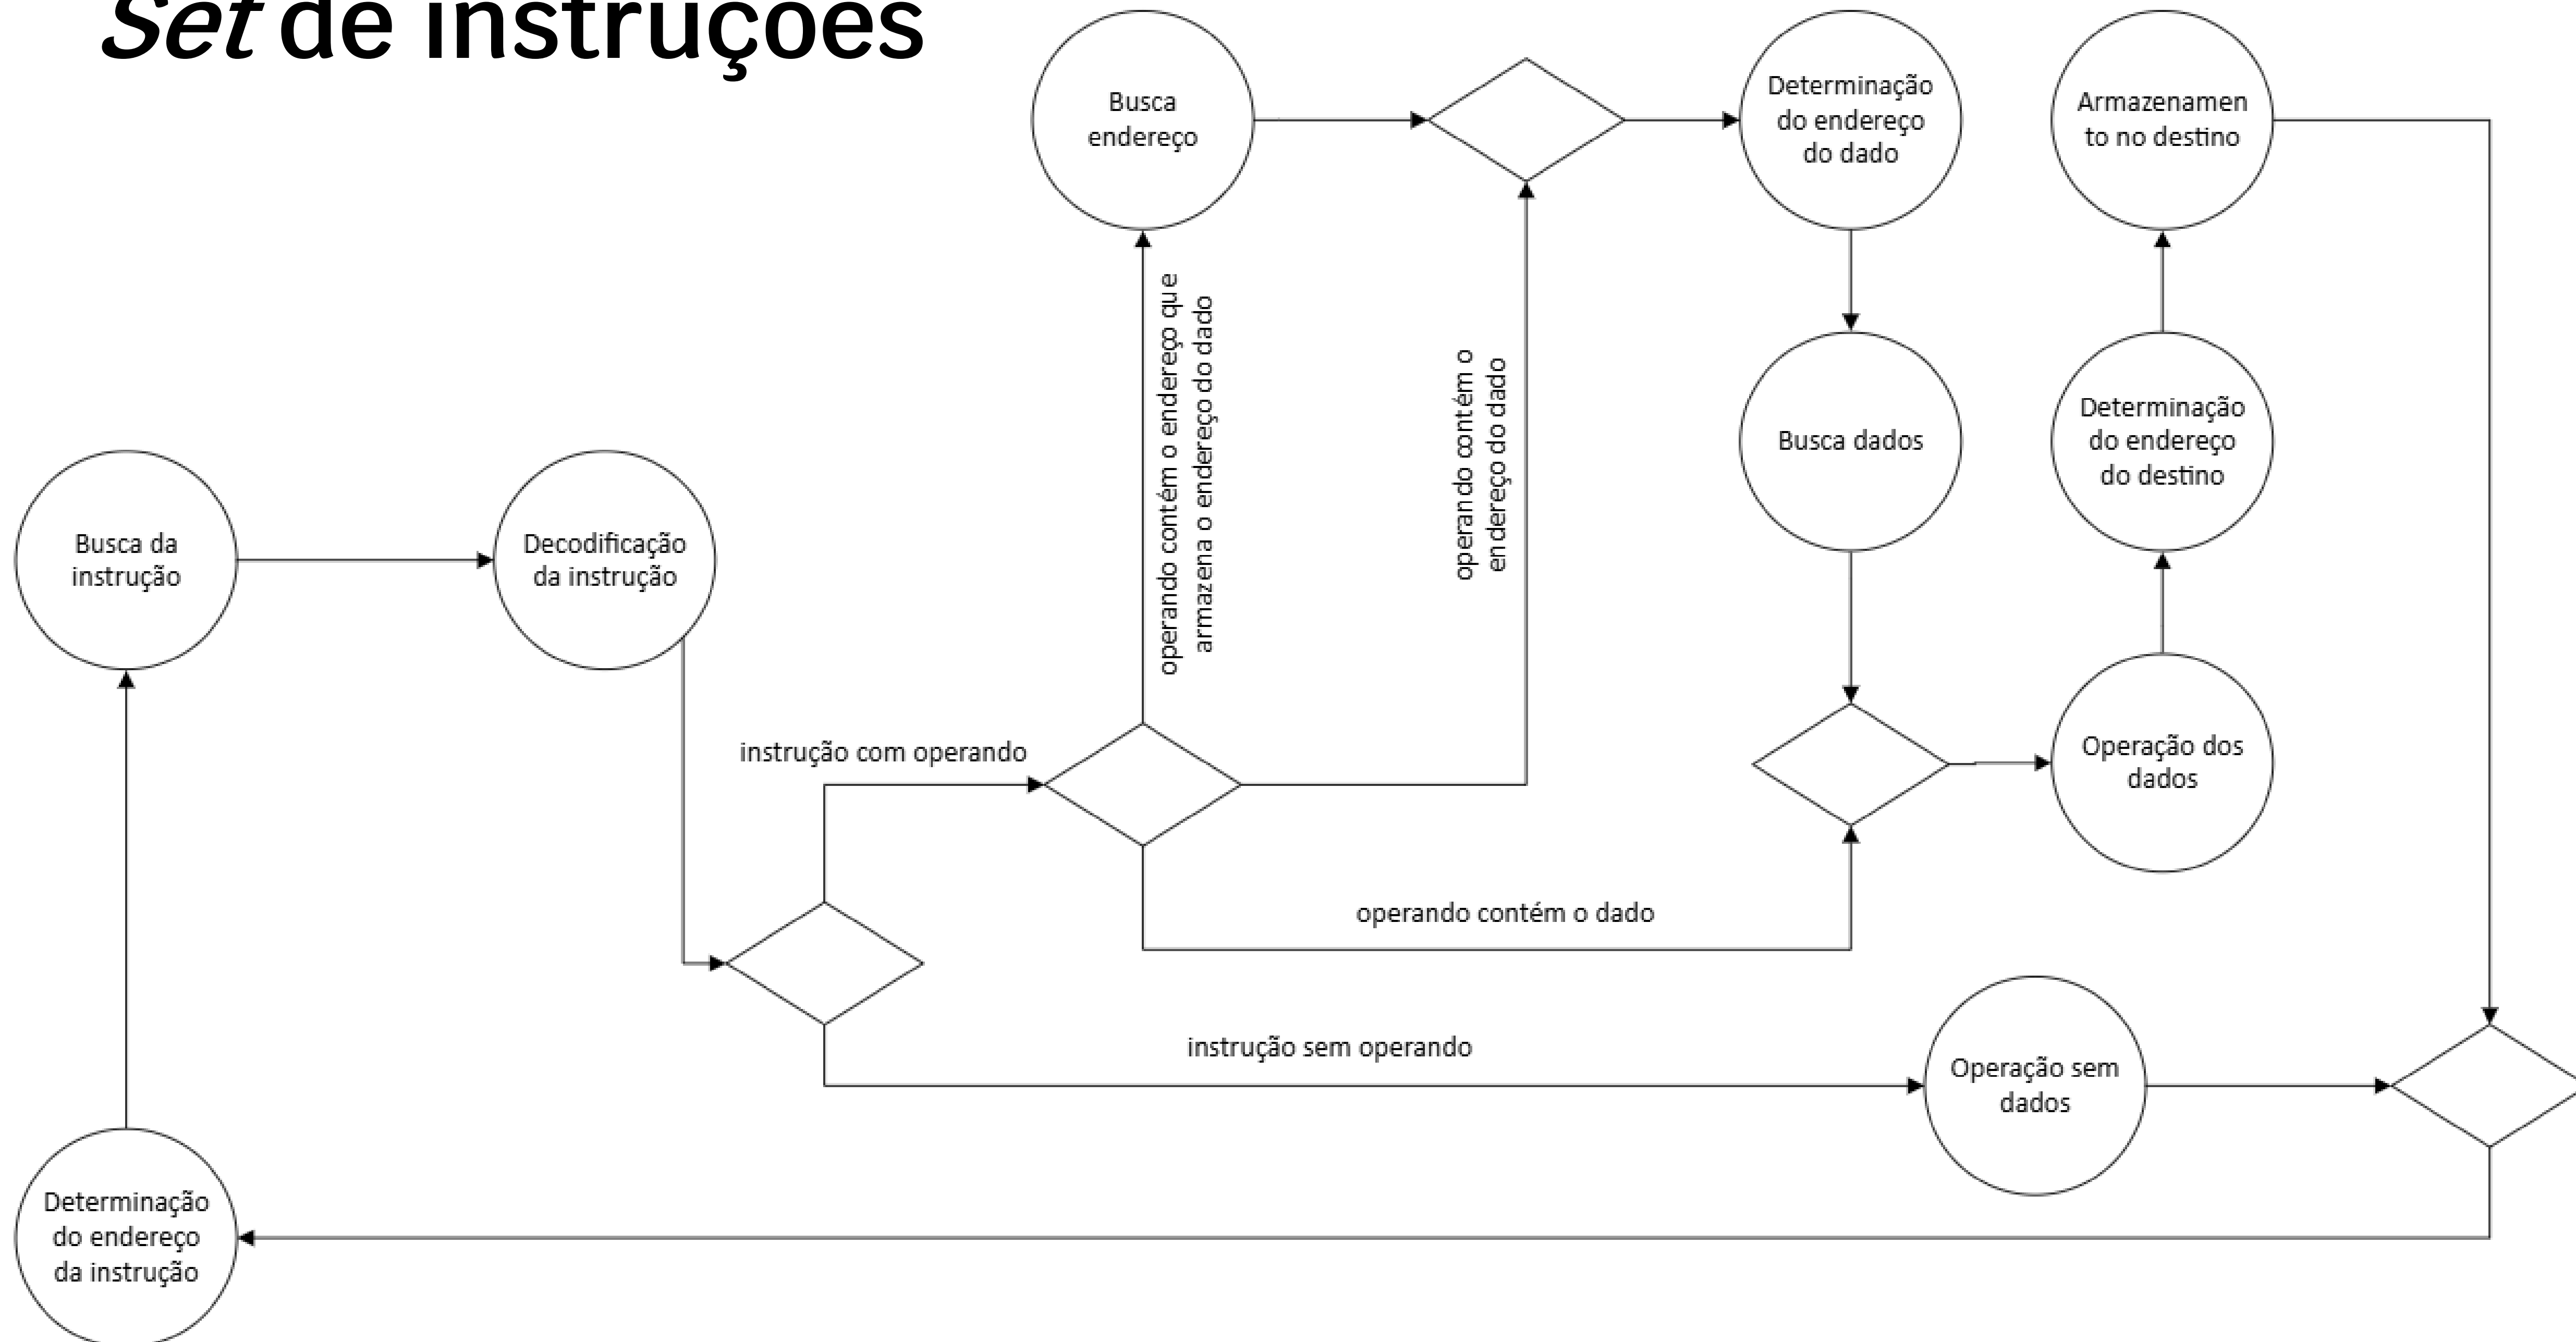 Set de instruções
Busca
endereço
Determinação
do endereço
do dado
Armazenamen
to no destino
operando contém o endereço que
armazena o endereço do dado
operando contém o
endereço do dado
Busca dados
Determinação
do endereço
do destino
Busca da
instrução
Decodificação
da instrução
instrução com operando
Operação dos
dados
operando contém o dado
instrução sem operando
Operação sem
dados
Determinação
do endereço
da instrução